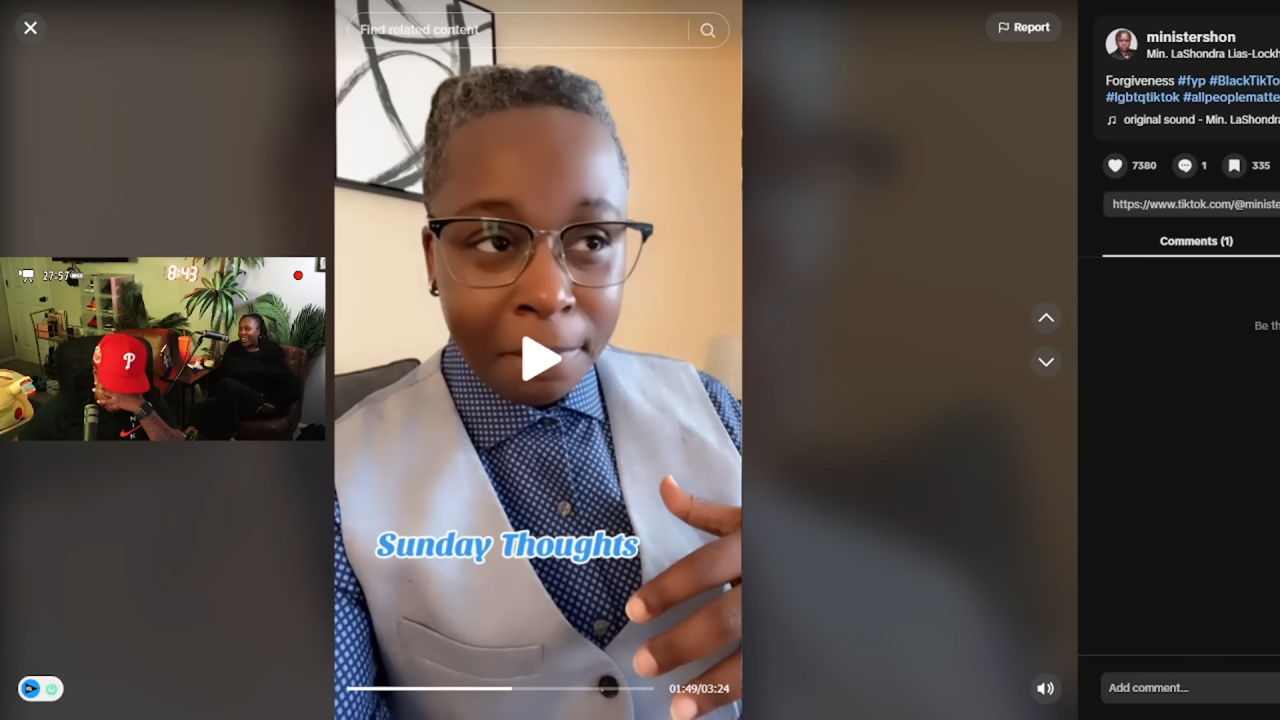 Find related content
Report
ministershon
Min. LaShondra Lias-Lockh
Forgiveness #fyp #BlackTikTo
#lgbtqtiktok #allpeoplematte
original sound - Min. LaShondra
7380
1
335
https://www.tiktok.com/@ministe
Comments (1)
27:57
8:43
P
Be th
Sunday Thoughts
01:49/03:24
Add comment...